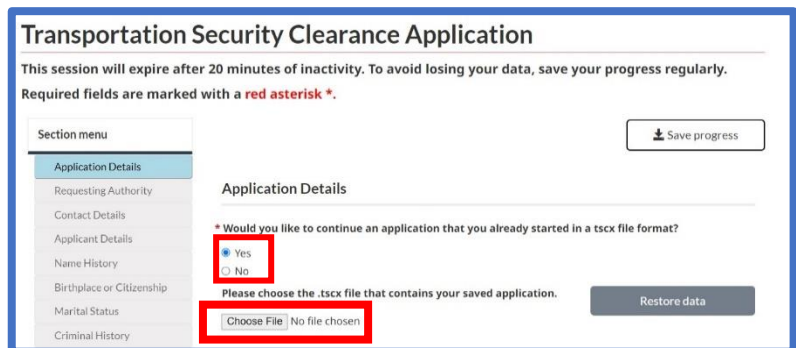 Transportation Security Clearance Application
This session will expire after 20 minutes of inactivity. To avoid losing your data, save your progress regularly.
Required fields are marked with a red asterisk *.
Section menu
Save progress
Application Details
Requesting Authority
Contact Details
Applicant Details
Name History
Birthplace or Citizenship
Marital Status
Criminal History
Application Details
* Would you like to continue an application that you already started in a tscx file format?
Yes
No
Please choose the .tscx file that contains your saved application.
Restore data
Choose File No file chosen